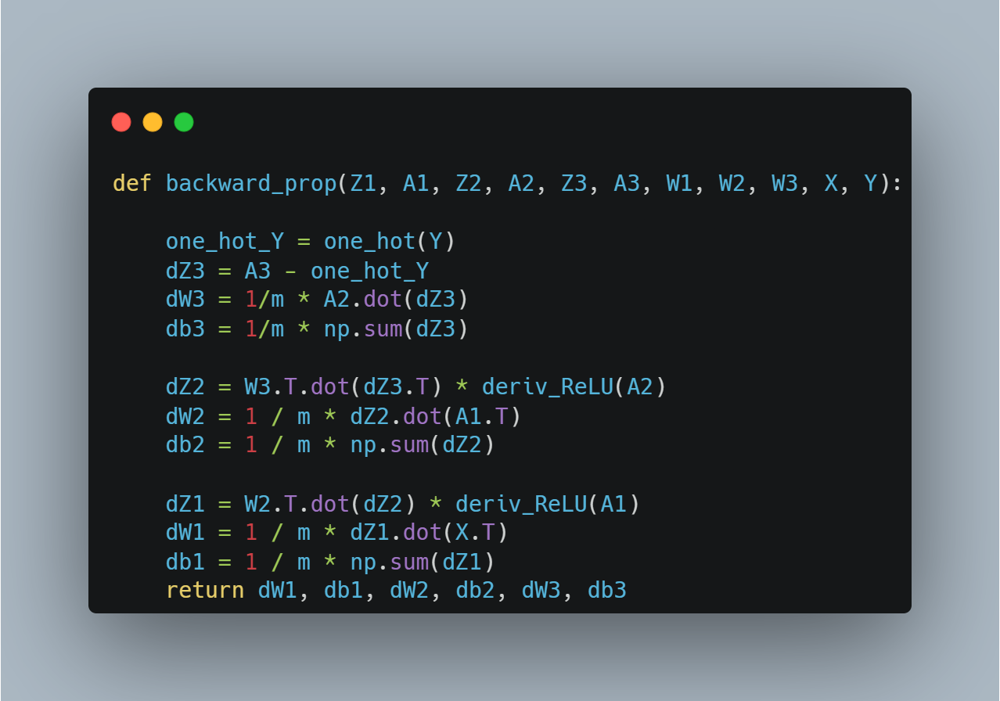 def backward_prop(Z1, A1, Z2, A2, Z3, A3, W1, W2, W3, X, Y):
one_hot_Y = one_hot(Y)
dZ3 = A3 - one_hot_Y
dW3 = 1/m * A2.dot(dZ3)
db3 = 1/m * np.sum(dZ3)
dZ2 = W3.T.dot(dZ3.T) * deriv_ReLU(A2)
dW2 = 1 / m * dZ2.dot(A1.T)
db2 = 1 / m * np.sum(dZ2)
dZ1 = W2.T.dot(dZ2) * deriv_ReLU(A1)
dW1 = 1 / m * dZ1.dot(X.T)
db1 = 1 / m * np.sum(dZ1)
return dW1, db1, dW2, db2, dW3, db3